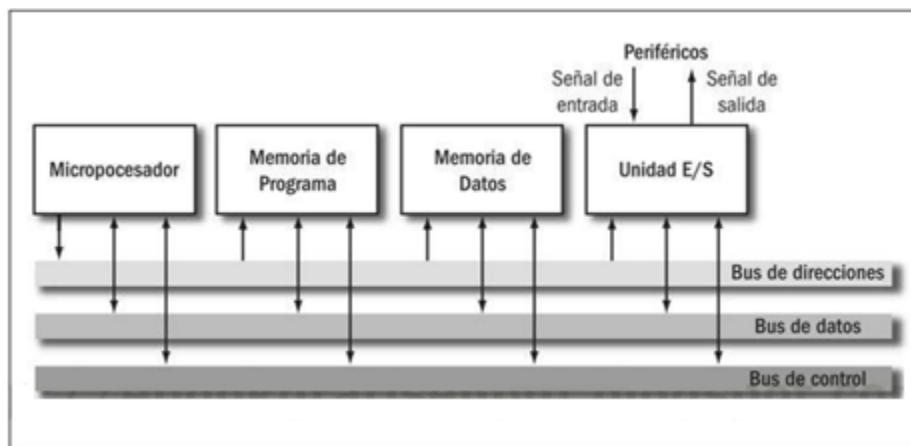 Periféricos
Señal de
entrada
Señal de
salida
Micropocesador
Memoria de
Programa
Memoria de
Datos
Unidad E/S
Bus de direcciones
Bus de datos
Bus de control